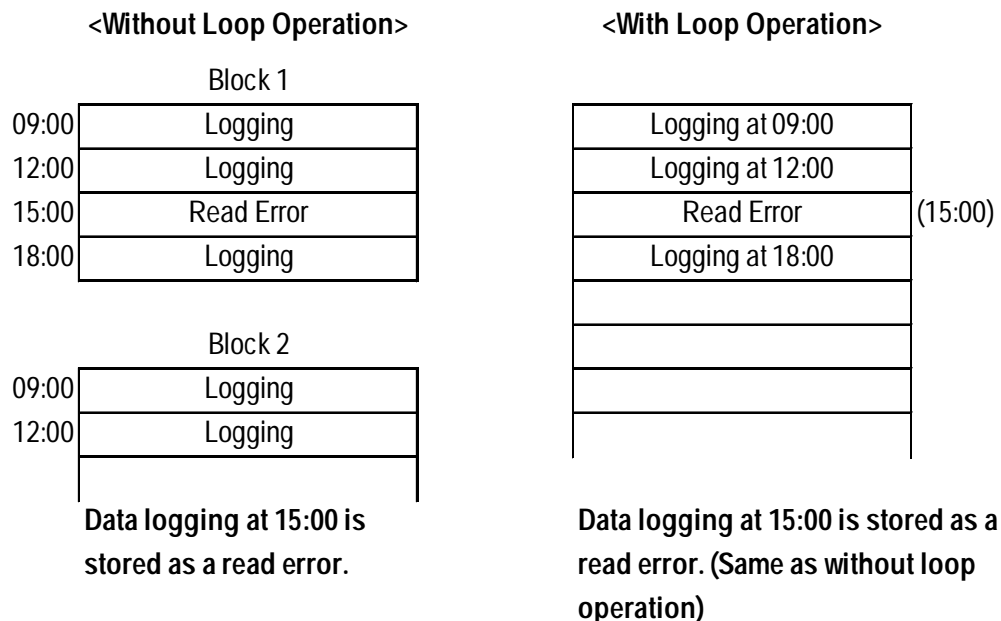 <Without Loop Operation>
Block 1
09:00 Logging
12:00 Logging
15:00 Read Error
18:00 Logging
Block 2
09:00 Logging
12:00 Logging
Data logging at 15:00 is
stored as a read error.
<With Loop Operation>
Logging at 09:00
Logging at 12:00
Read Error (15:00)
Logging at 18:00
Data logging at 15:00 is stored as a
read error. (Same as without loop
operation)